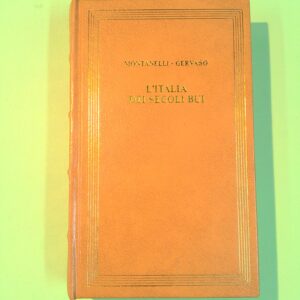 MONTANELLI - GERVASO
L'ITALIA
DEI SECOLI BUI